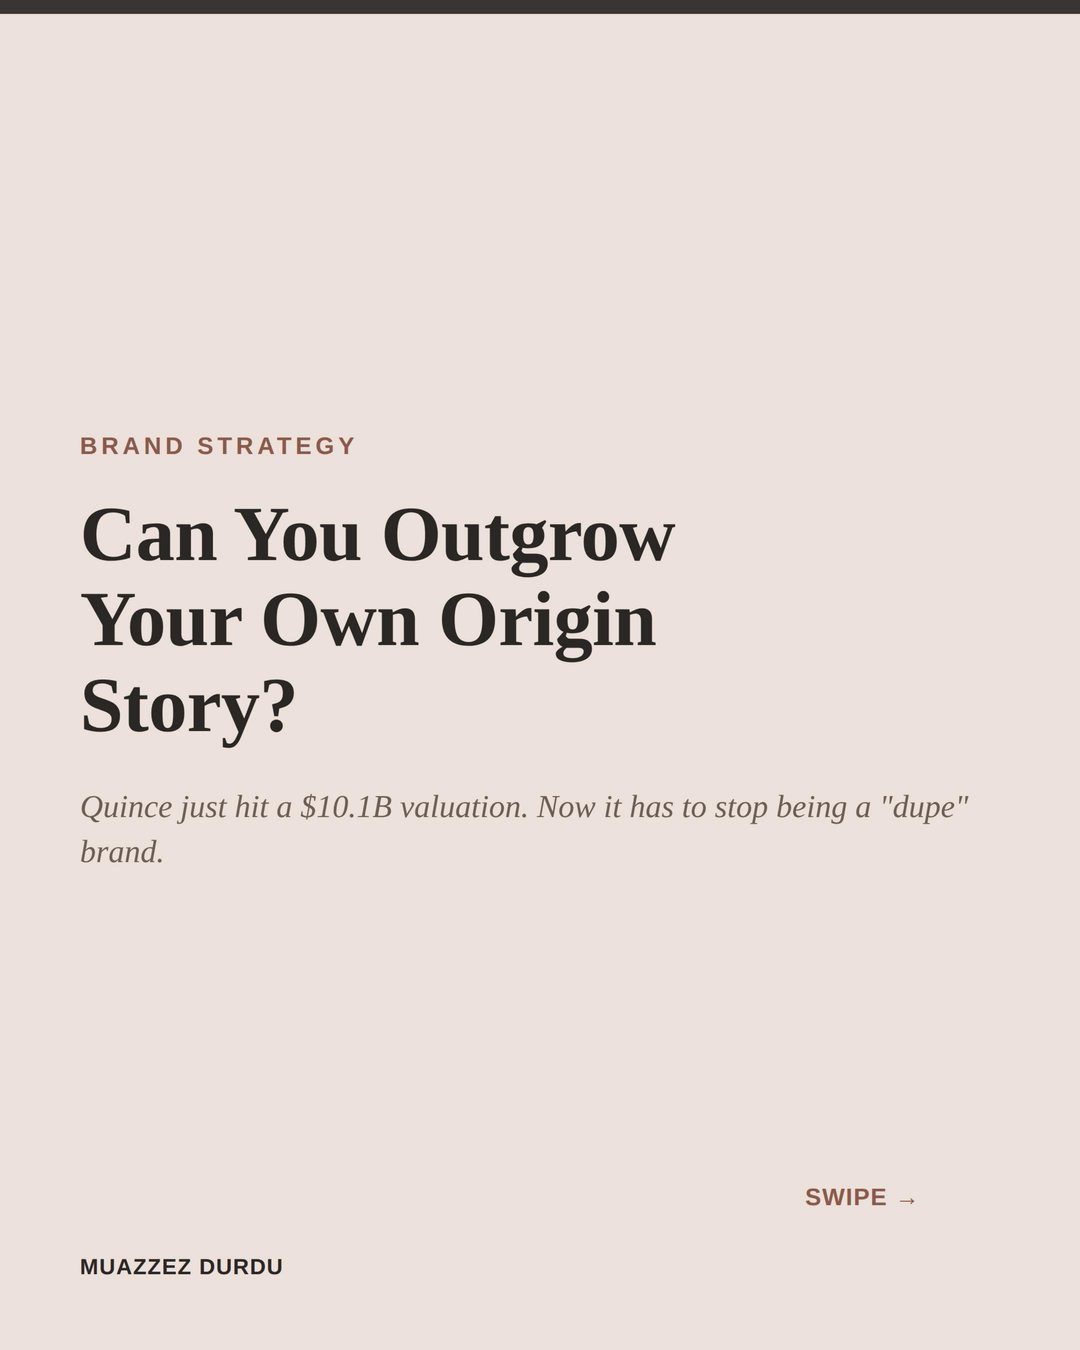 BRAND STRATEGY
Can You Outgrow
Your Own Origin
Story?
Quince just hit a $10.1B valuation. Now it has to stop being a "dupe"
brand.
SWIPE →
MUAZZEZ DURDU